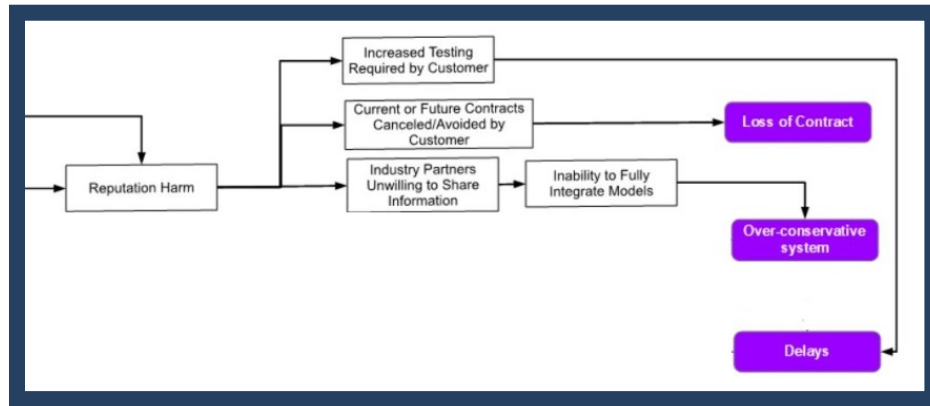 Increased Testing
Required by Customer
Current or Future Contracts
Canceled/Avoided by
Customer
Loss of Contract
Reputation Harm
Industry Partners
Unwilling to Share
Information
Inability to Fully
Integrate Models
Over-conservative
system
Delays